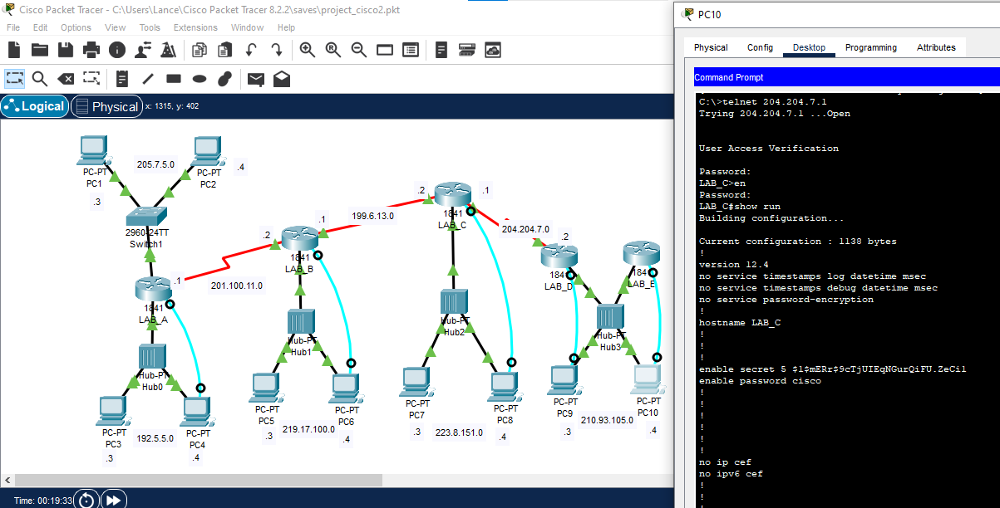 Cisco Packet Tracer - C:\Users\Lance\Cisco Packet Tracer 8.2.2\saves\project_cisco2.pkt
File Edit Options View Tools Extensions Window Help
Logical Physical x: 1315, y: 402
PC-PT
PC1
.3
205.7.5.0
PC-PT
PC2
.4
2960-24TT
Switch1
.1
1841
LAB_A
201.100.11.0
.2
.1
1841
LAB_B
199.6.13.0
.2
.1
1841
LAB_C
204.204.7.0
.2
1841
LAB_D
1841
LAB_E
Hub-PT
Hub0
Hub-PT
Hub1
Hub-PT
Hub2
Hub-PT
Hub3
PC-PT
PC3
.3
192.5.5.0
PC-PT
PC4
.4
PC-PT
PC5
.3
219.17.100.0
PC-PT
PC6
.4
PC-PT
PC7
.3
223.8.151.0
PC-PT
PC8
.4
PC-PT
PC9
.3
210.93.105.0
PC-PT
PC10
.4
Time: 00:19:33
PC10
Physical Config Desktop Programming Attributes
Command Prompt
C:\>telnet 204.204.7.1
Trying 204.204.7.1 ...Open
User Access Verification
Password:
LAB_C>en
Password:
LAB_C#show run
Building configuration...
Current configuration : 1138 bytes
!
version 12.4
no service timestamps log datetime msec
no service timestamps debug datetime msec
no service password-encryption
!
hostname LAB_C
!
!
!
enable secret 5 $1$mERr$9cTjUIEqNGurQiFU.ZeCi1
enable password cisco
!
!
!
!
!
!
no ip cef
no ipv6 cef
!
!
!